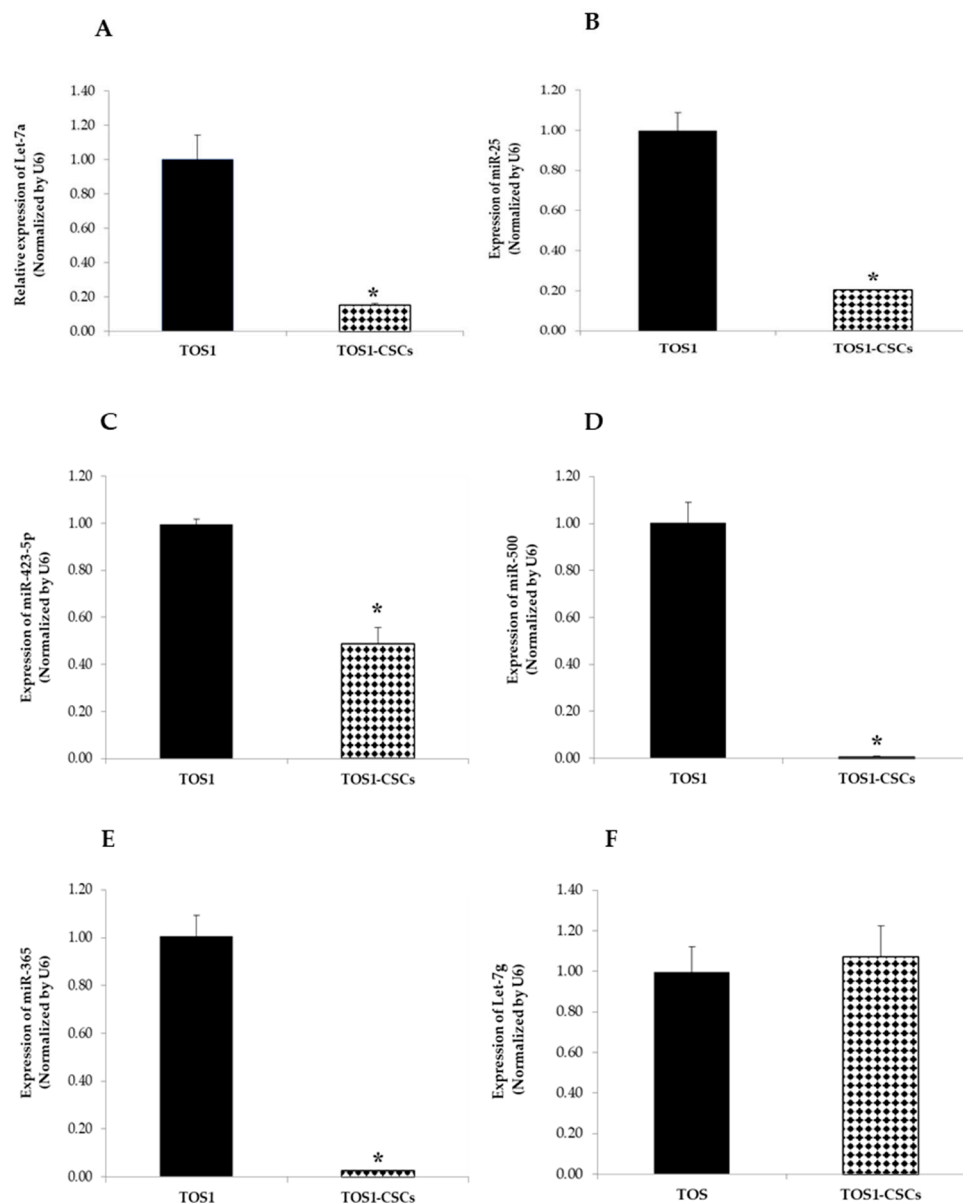 A
Relative expression of Let-7a
(Normalized by U6)
1.40
1.20
1.00
0.80
0.60
0.40
0.20
0.00
*
TOS1 TOS1-CSCs
B
Expression of miR-25
(Normalized by U6)
1.20
1.00
0.80
0.60
0.40
0.20
0.00
*
TOS1 TOS1-CSCs
C
Expression of miR-423-5p
(Normalized by U6)
1.20
1.00
0.80
0.60
0.40
0.20
0.00
*
TOS1 TOS1-CSCs
D
Expression of miR-500
(Normalized by U6)
1.20
1.00
0.80
0.60
0.40
0.20
0.00
*
TOS1 TOS1-CSCs
E
Expression of miR-365
(Normalized by U6)
1.20
1.00
0.80
0.60
0.40
0.20
0.00
*
TOS1 TOS1-CSCs
F
Expression of Let-7g
(Normalized by U6)
1.40
1.20
1.00
0.80
0.60
0.40
0.20
0.00
TOS TOS1-CSCs